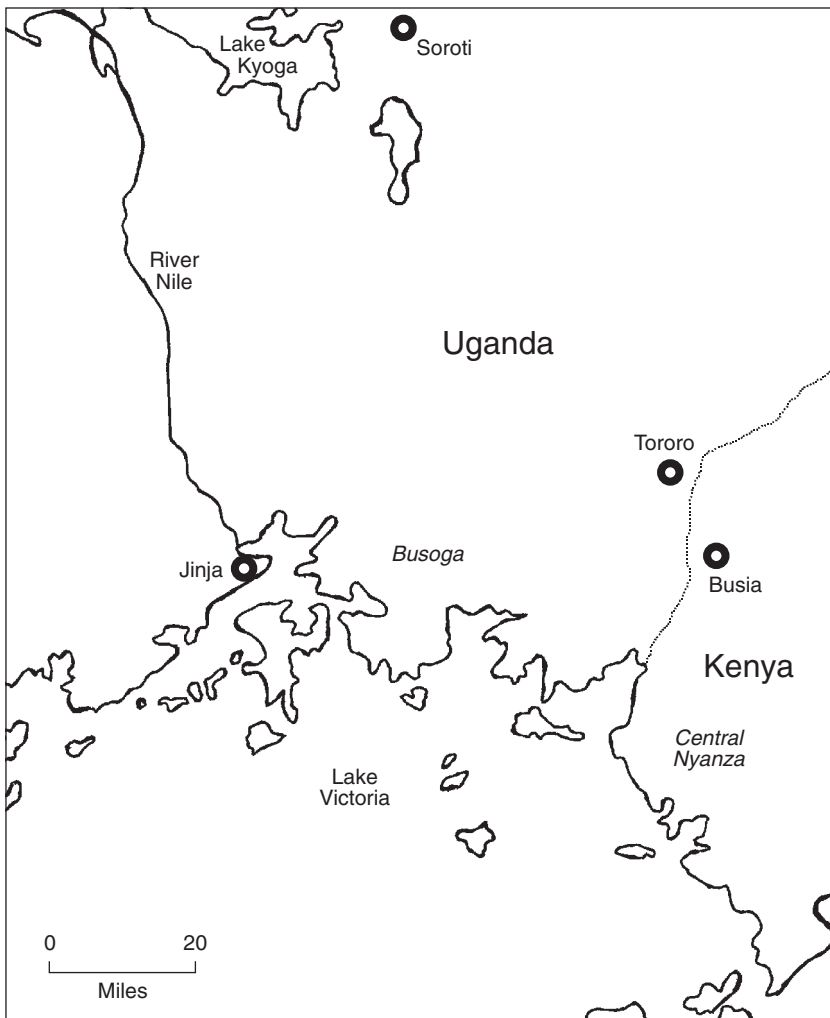 Lake
Kyoga
Soroti
River
Nile
Uganda
Tororo
Jinja
Busoga
Busia
Kenya
Central
Nyanza
Lake
Victoria
0 20
Miles